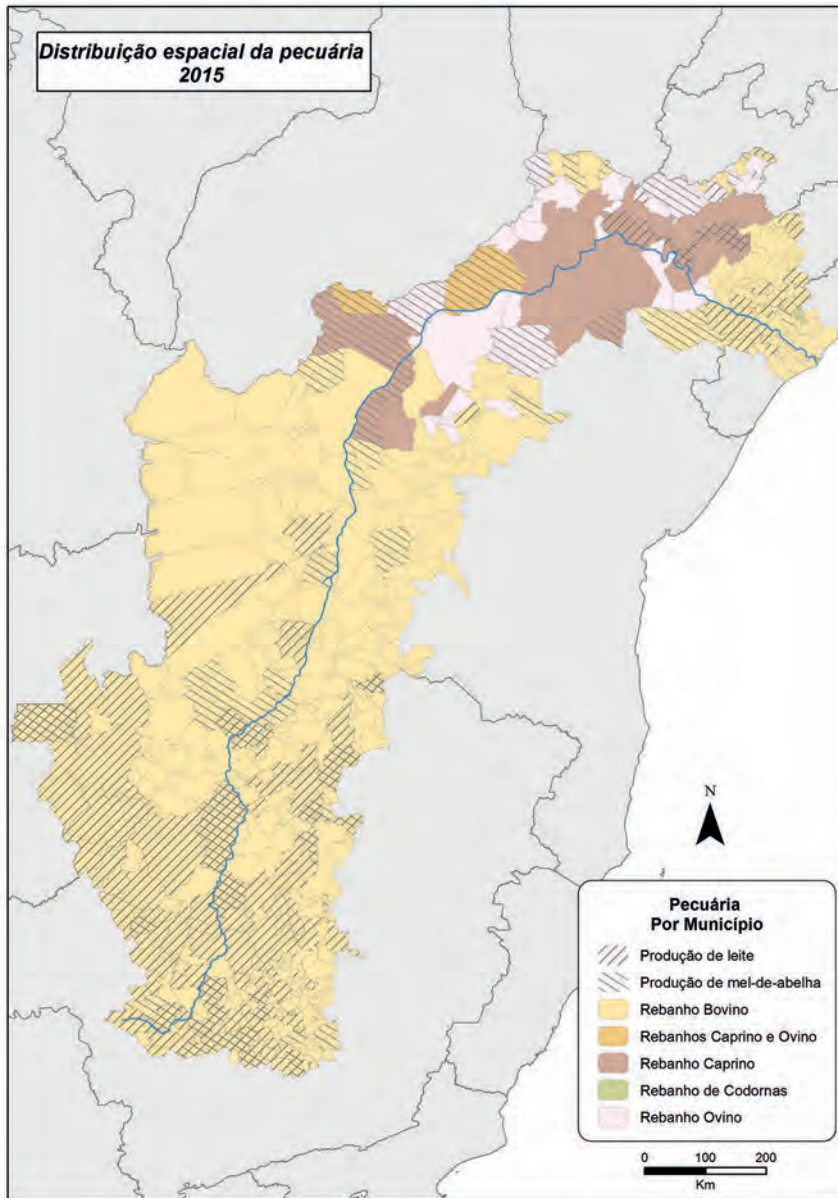 Distribuição espacial da pecuária
2015
N
Pecuária
Por Município
Produção de leite
Produção de mel-de-abelha
Rebanho Bovino
Rebanhos Caprino e Ovino
Rebanho Caprino
Rebanho de Codornas
Rebanho Ovino
0 100 200
Km